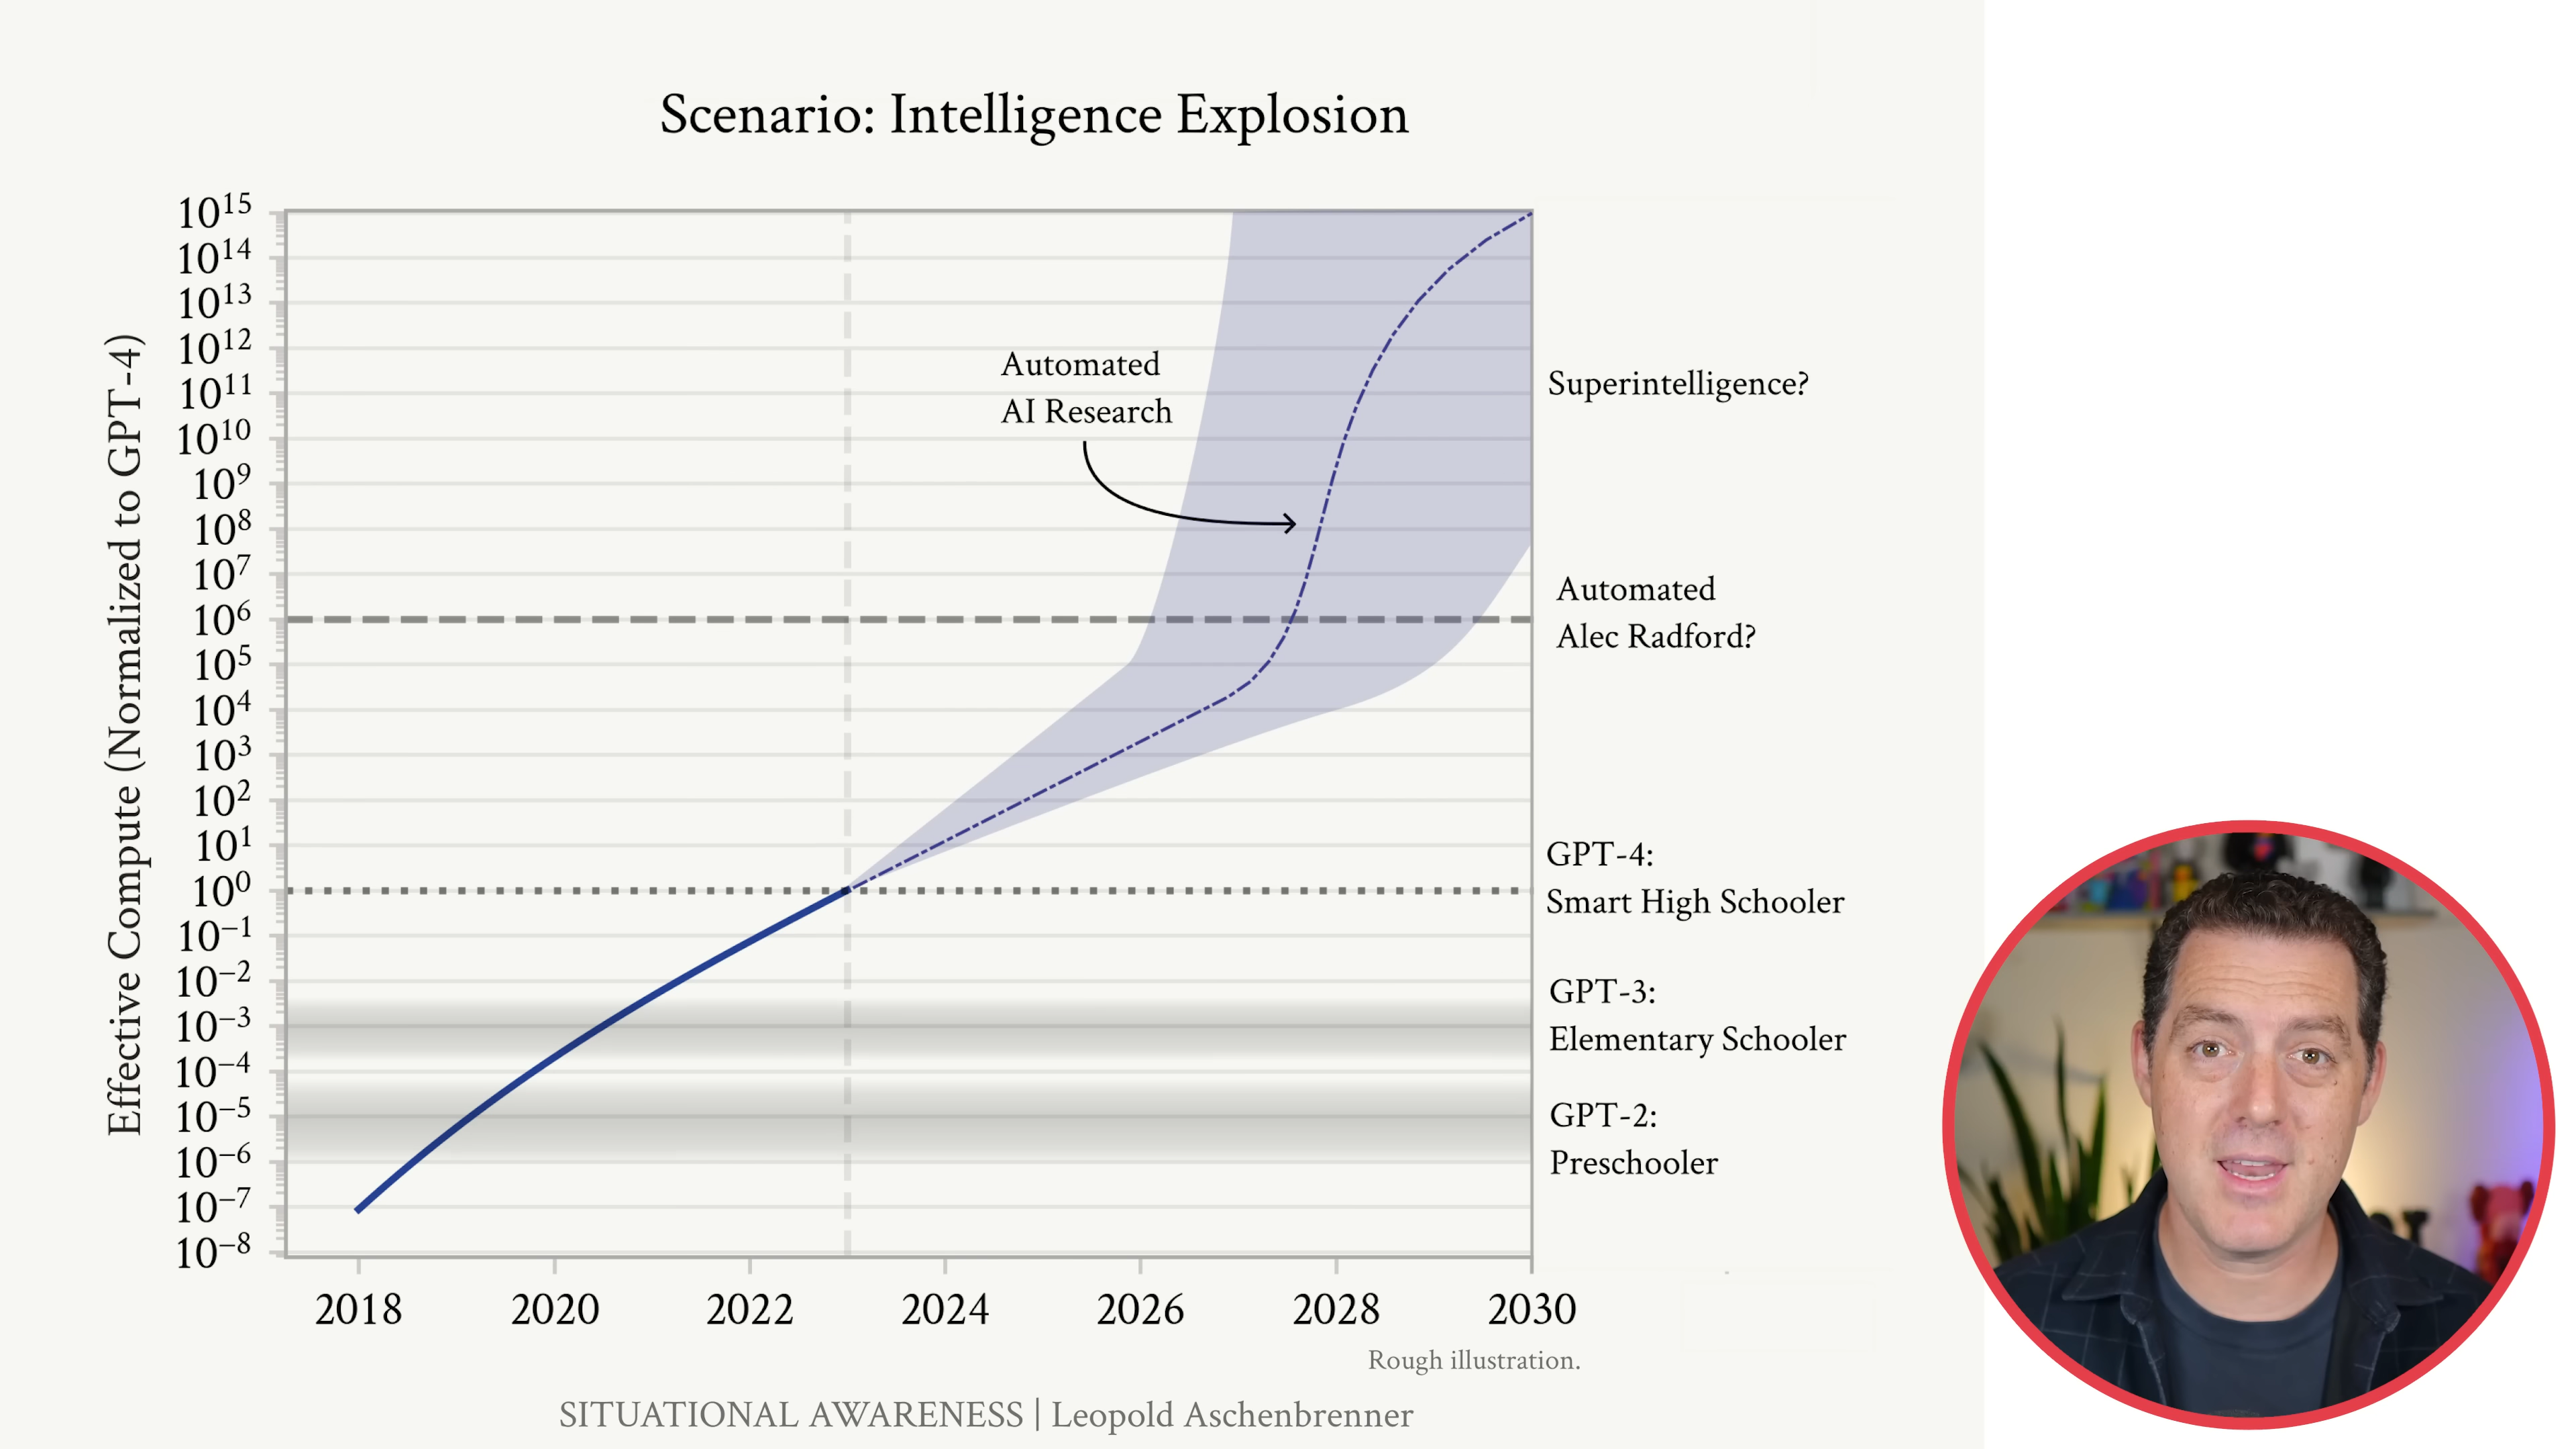 Scenario: Intelligence Explosion
Effective Compute (Normalized to GPT-4)
10¹⁵
10¹⁴
10¹³
10¹²
10¹¹
10¹⁰
10⁹
10⁸
10⁷
10⁶
10⁵
10⁴
10³
10²
10¹
10⁰
10⁻¹
10⁻²
10⁻³
10⁻⁴
10⁻⁵
10⁻⁶
10⁻⁷
10⁻⁸
Automated
AI Research
Superintelligence?
Automated
Alec Radford?
GPT-4:
Smart High Schooler
GPT-3:
Elementary Schooler
GPT-2:
Preschooler
2018 2020 2022 2024 2026 2028 2030
Rough illustration.
SITUATIONAL AWARENESS | Leopold Aschenbrenner